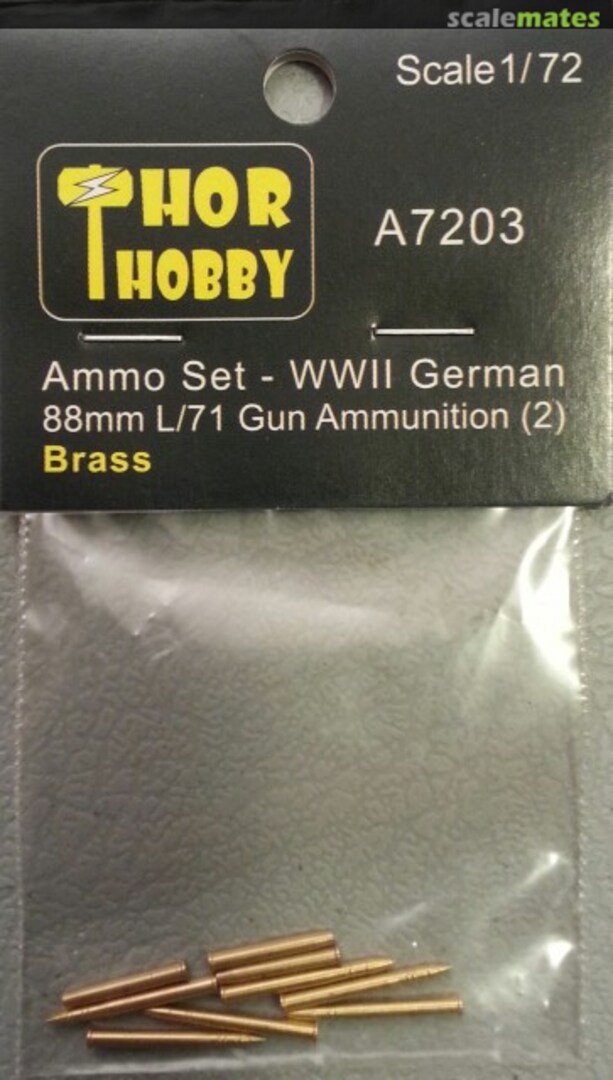 scalemates
Scale 1/72
THOR
HOBBY
A7203
Ammo Set - WWII German
88mm L/71 Gun Ammunition (2)
Brass